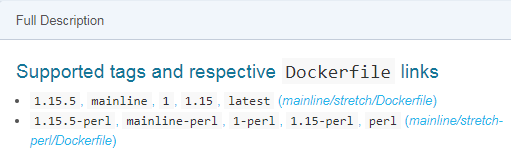 Full Description
Supported tags and respective Dockerfile links
• 1.15.5, mainline, 1, 1.15, latest (mainline/stretch/Dockerfile)
• 1.15.5-perl, mainline-perl, 1-perl, 1.15-perl, perl (mainline/stretch-
perl/Dockerfile)